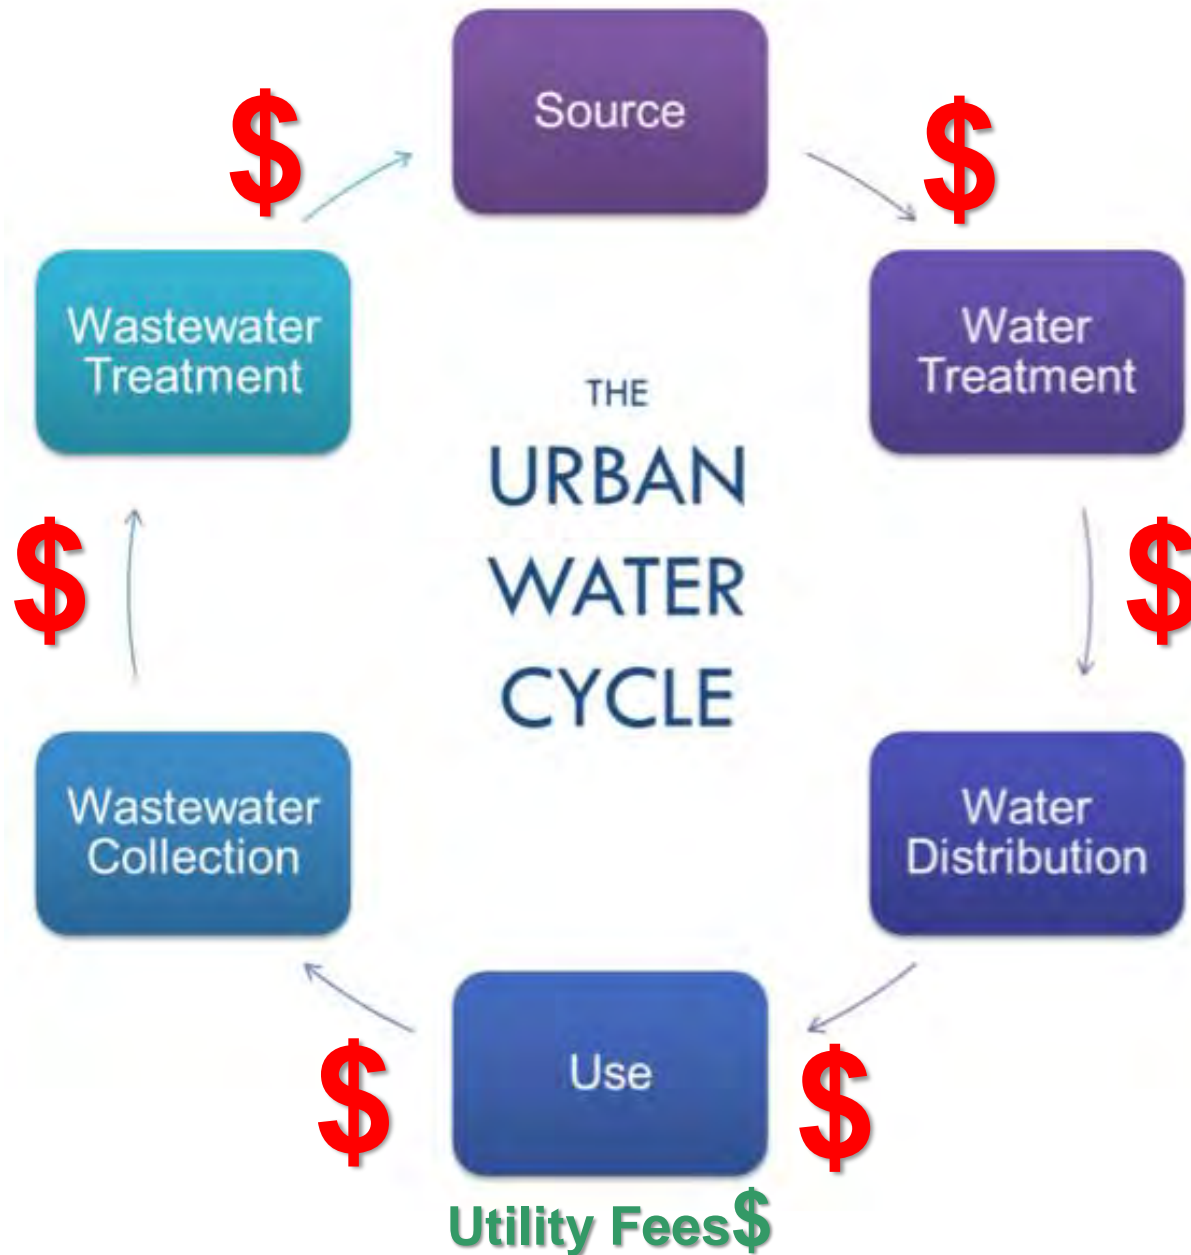 Source
$
$
Wastewater
Treatment
Water
Treatment
THE
URBAN
WATER
CYCLE
$
$
Wastewater
Collection
Water
Distribution
Use
$
$
Utility Fees$